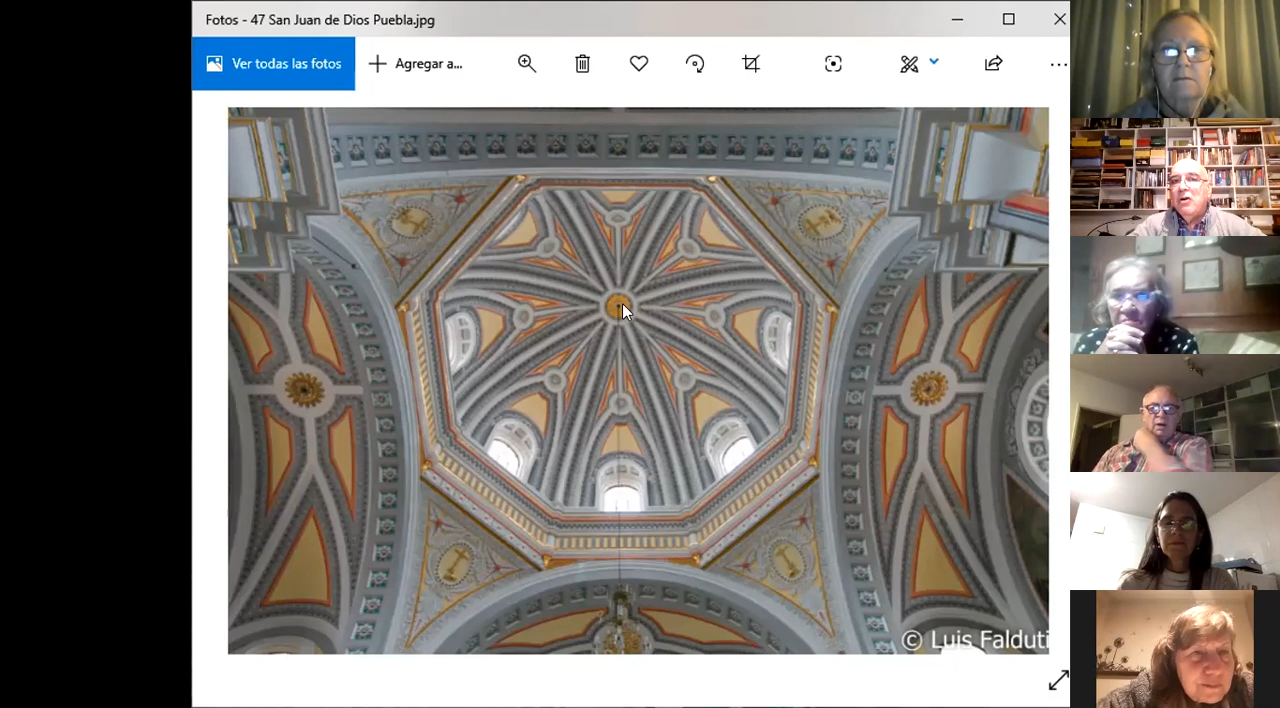 Fotos - 47 San Juan de Dios Puebla.jpg
Ver todas las fotos
Agregar a...
© Luis Falduti